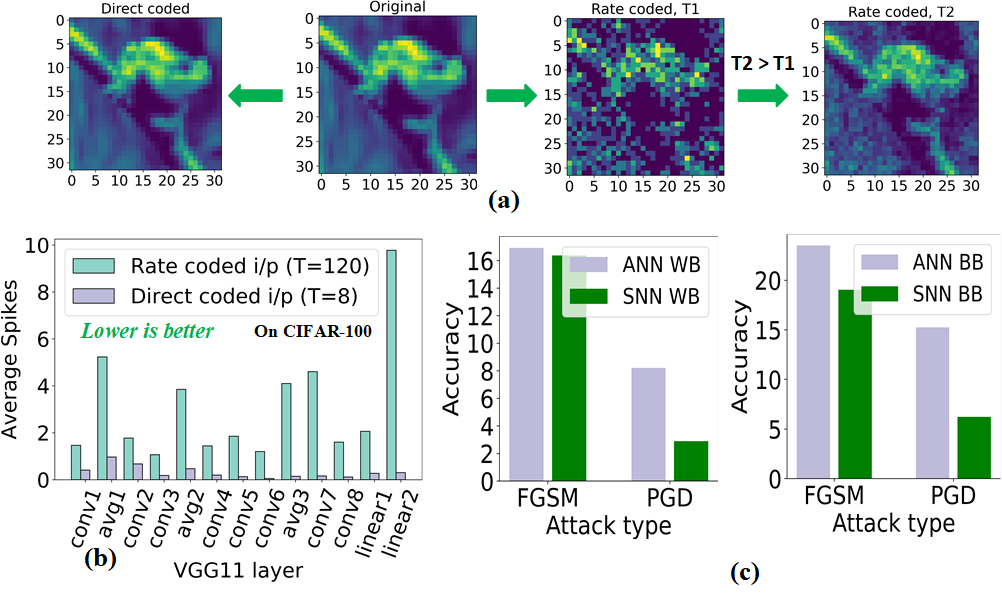 Direct coded
Original
Rate coded, T1
Rate coded, T2
0
5
10
15
20
25
30
0 5 10 15 20 25 30
0
5
10
15
20
25
30
0 5 10 15 20 25 30
0
5
10
15
20
25
30
0 5 10 15 20 25 30
T2 > T1
0
5
10
15
20
25
30
0 5 10 15 20 25 30
(a)
Average Spikes
10
8
6
4
2
0
Rate coded i/p (T=120)
Direct coded i/p (T=8)
Lower is better
On CIFAR-100
conv1
avg1
conv2
conv3
avg2
conv4
conv5
conv6
avg3
conv7
conv8
linear1
linear2
VGG11 layer
(b)
Accuracy
16
14
12
10
8
6
4
2
0
ANN WB
SNN WB
FGSM PGD
Attack type
Accuracy
20
15
10
5
0
ANN BB
SNN BB
FGSM PGD
Attack type
(c)